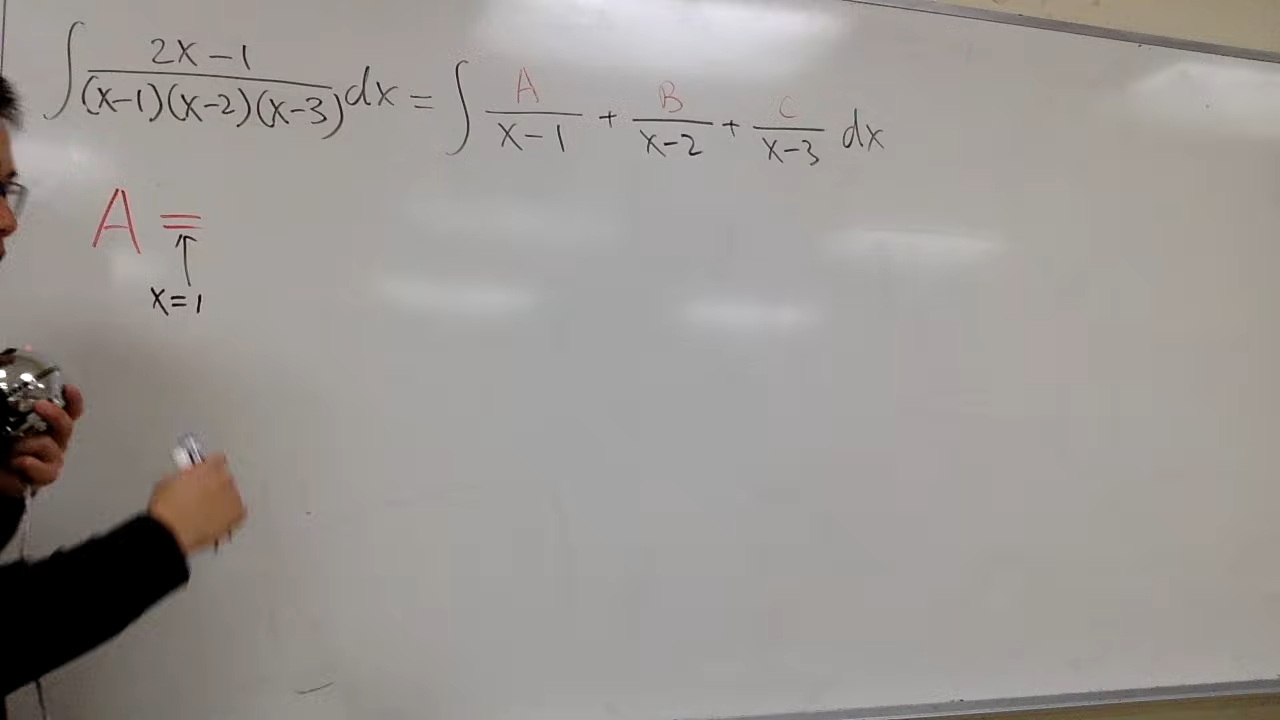 ∫ (2x-1)/((x-1)(x-2)(x-3)) dx = ∫ A/(x-1) + B/(x-2) + C/(x-3) dx
A =
↑
x=1